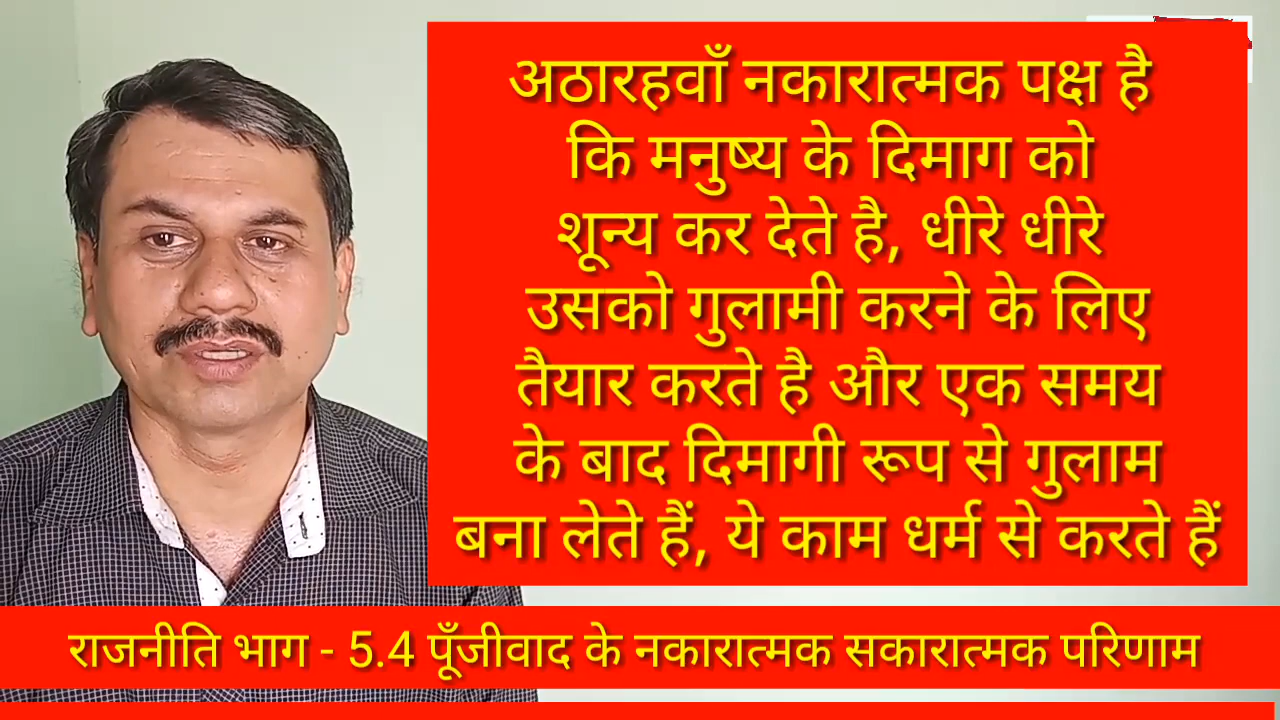 अठारहवाँ नकारात्मक पक्ष है
कि मनुष्य के दिमाग को
शून्य कर देते है, धीरे धीरे
उसको गुलामी करने के लिए
तैयार करते है और एक समय
के बाद दिमागी रूप से गुलाम
बना लेते हैं, ये काम धर्म से करते हैं
राजनीति भाग - 5.4 पूँजीवाद के नकारात्मक सकारात्मक परिणाम